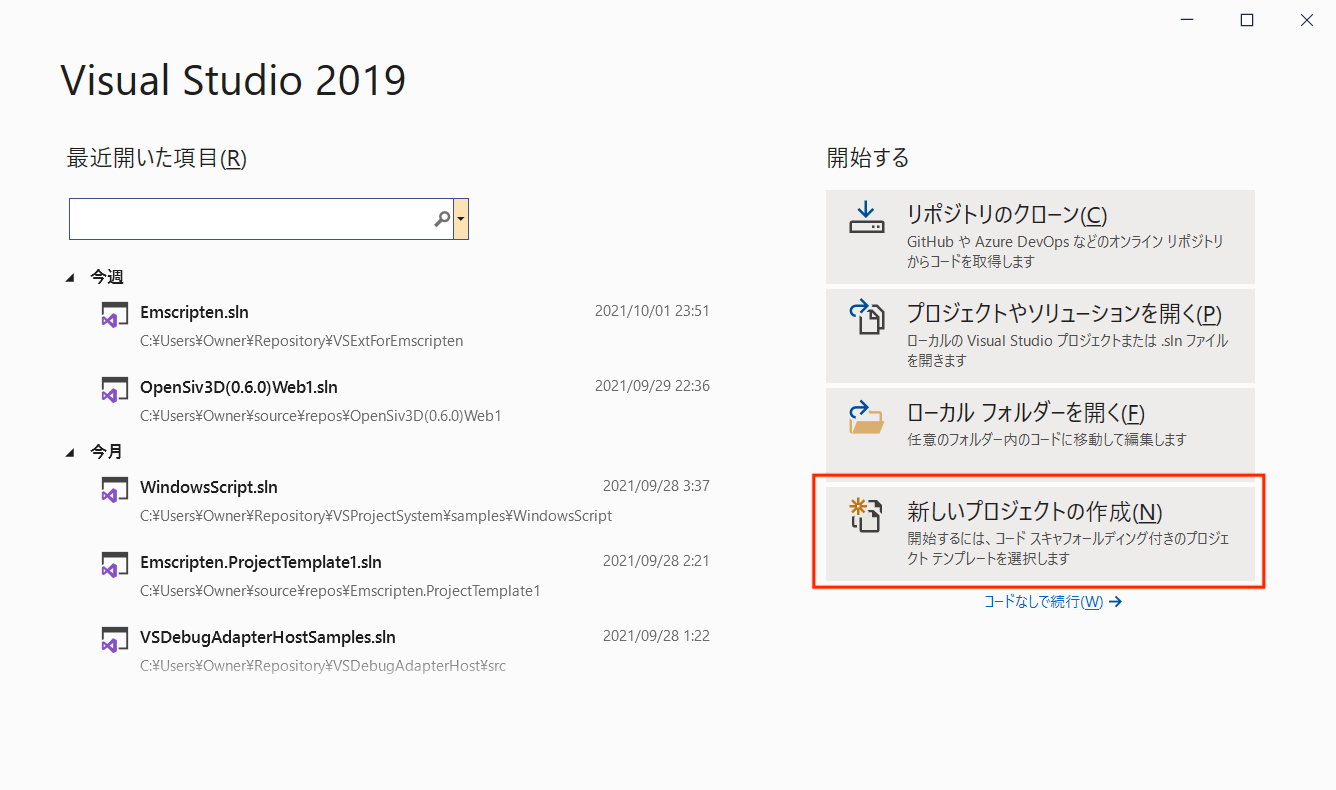 Visual Studio 2019
最近開いた項目(R)
今週
Emscripten.sln 2021/10/01 23:51
C:¥Users¥Owner¥Repository¥VSExtForEmscripten
OpenSiv3D(0.6.0)Web1.sln 2021/09/29 22:36
C:¥Users¥Owner¥source¥repos¥OpenSiv3D(0.6.0)Web1
今月
WindowsScript.sln 2021/09/28 3:37
C:¥Users¥Owner¥Repository¥VSProjectSystem¥samples¥WindowsScript
Emscripten.ProjectTemplate1.sln 2021/09/28 2:21
C:¥Users¥Owner¥source¥repos¥Emscripten.ProjectTemplate1
VSDebugAdapterHostSamples.sln 2021/09/28 1:22
C:¥Users¥Owner¥Repository¥VSDebugAdapterHost¥src
開始する
リポジトリのクローン(C)
GitHub や Azure DevOps などのオンライン リポジトリ
からコードを取得します
プロジェクトやソリューションを開く(P)
ローカルの Visual Studio プロジェクトまたは .sln ファイル
を開きます
ローカル フォルダーを開く(F)
任意のフォルダー内のコードに移動して編集します
新しいプロジェクトの作成(N)
開始するには、コード スキャフォールディング付きのプロジェ
クト テンプレートを選択します
コードなしで続行(W) →